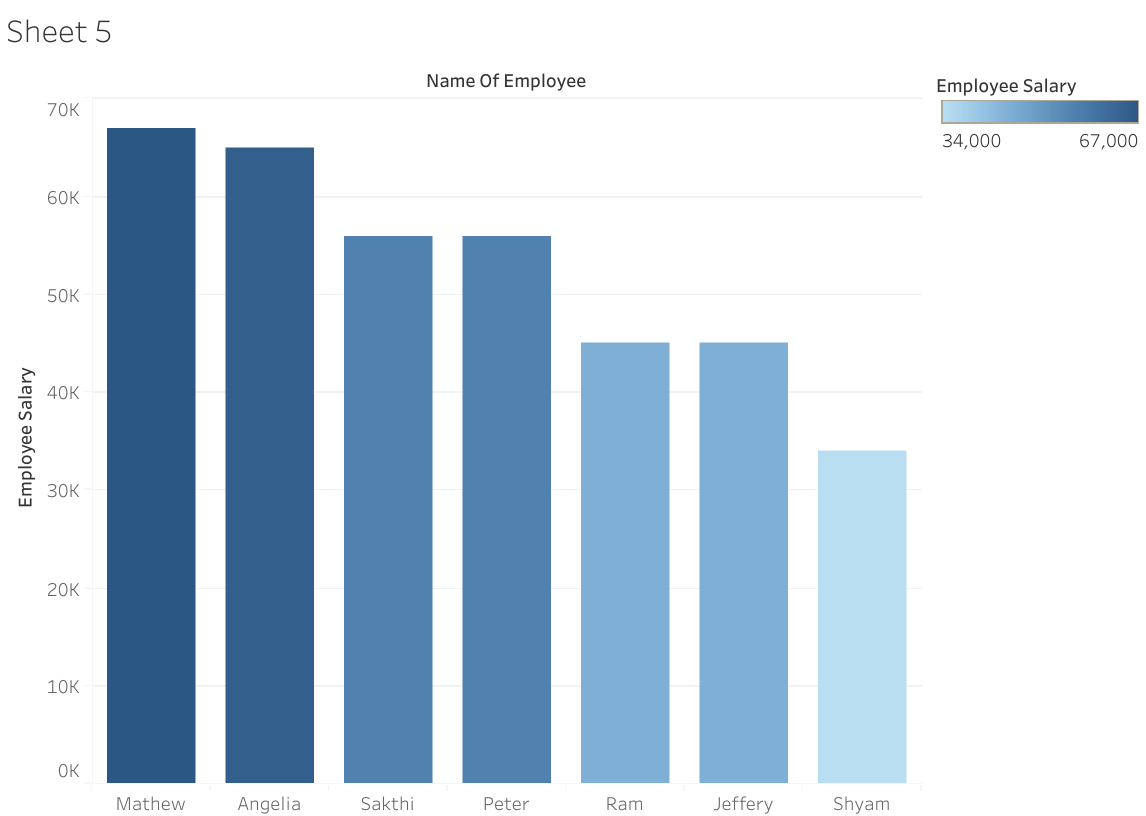 Sheet 5
Name Of Employee
Employee Salary
34,000 67,000
70K
60K
50K
40K
30K
20K
10K
0K
Employee Salary
Mathew Angelia Sakthi Peter Ram Jeffery Shyam